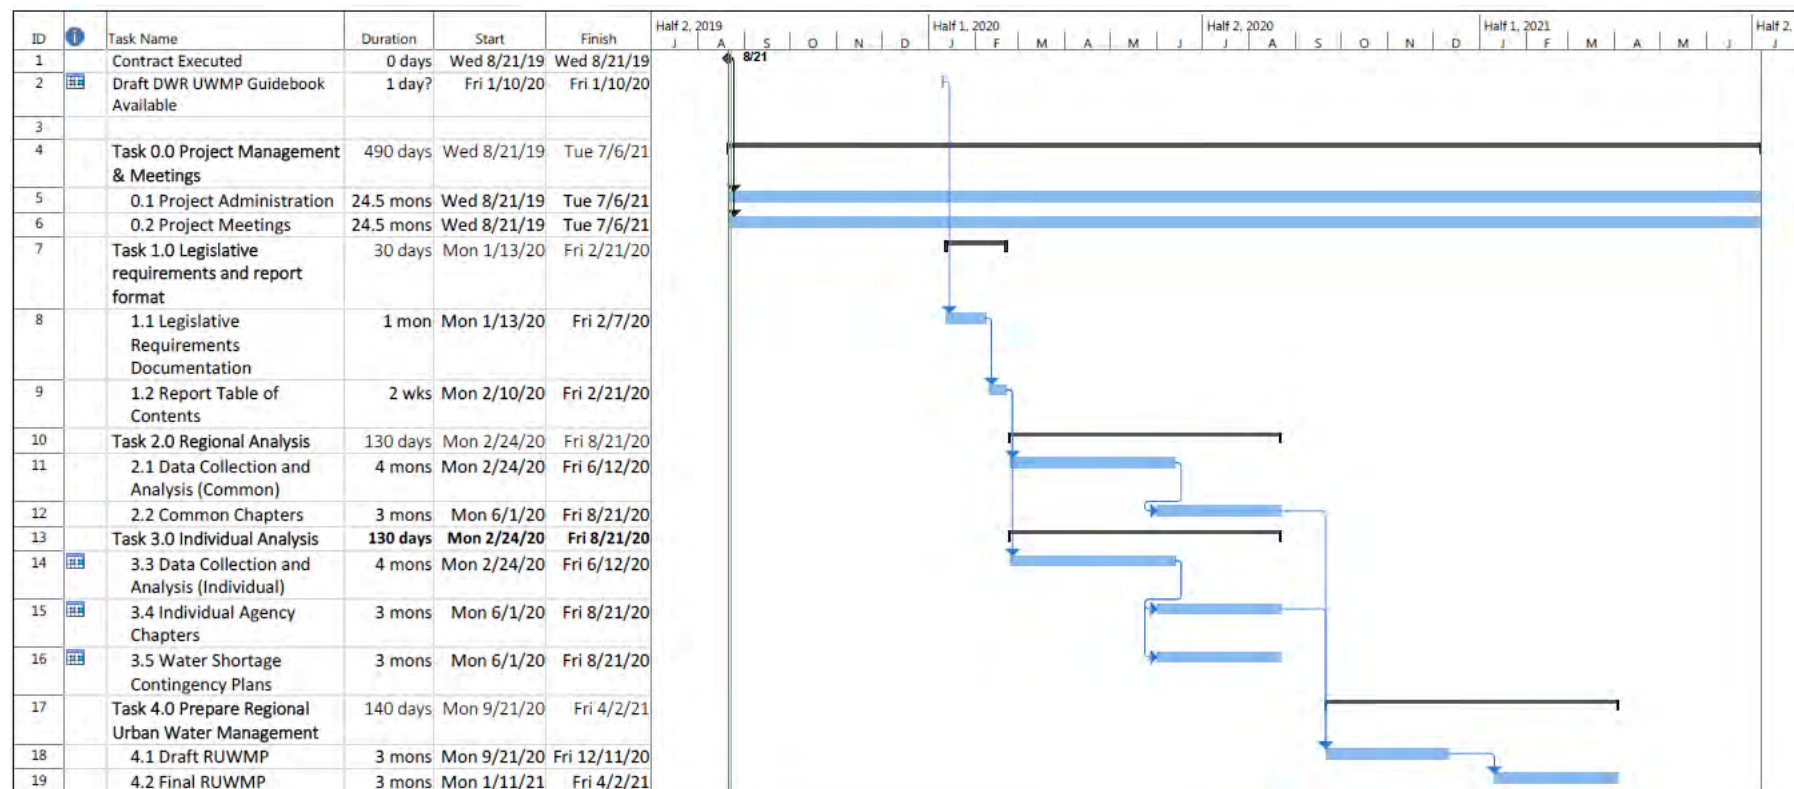 Half 2, 2019 Half 1, 2020 Half 2, 2020 Half 1, 2021 Half 2,
ID Task Name Duration Start Finish J A S O N D J F M A M J J A S O N D J F M A M J J
1 Contract Executed 0 days Wed 8/21/19 Wed 8/21/19 8/21
2 Draft DWR UWMP Guidebook 1 day? Fri 1/10/20 Fri 1/10/20
Available
3
4 Task 0.0 Project Management 490 days Wed 8/21/19 Tue 7/6/21
& Meetings
5 0.1 Project Administration 24.5 mons Wed 8/21/19 Tue 7/6/21
6 0.2 Project Meetings 24.5 mons Wed 8/21/19 Tue 7/6/21
7 Task 1.0 Legislative 30 days Mon 1/13/20 Fri 2/21/20
requirements and report
format
8 1.1 Legislative 1 mon Mon 1/13/20 Fri 2/7/20
Requirements
Documentation
9 1.2 Report Table of 2 wks Mon 2/10/20 Fri 2/21/20
Contents
10 Task 2.0 Regional Analysis 130 days Mon 2/24/20 Fri 8/21/20
11 2.1 Data Collection and 4 mons Mon 2/24/20 Fri 6/12/20
Analysis (Common)
12 2.2 Common Chapters 3 mons Mon 6/1/20 Fri 8/21/20
13 Task 3.0 Individual Analysis 130 days Mon 2/24/20 Fri 8/21/20
14 3.3 Data Collection and 4 mons Mon 2/24/20 Fri 6/12/20
Analysis (Individual)
15 3.4 Individual Agency 3 mons Mon 6/1/20 Fri 8/21/20
Chapters
16 3.5 Water Shortage 3 mons Mon 6/1/20 Fri 8/21/20
Contingency Plans
17 Task 4.0 Prepare Regional 140 days Mon 9/21/20 Fri 4/2/21
Urban Water Management
18 4.1 Draft RUWMP 3 mons Mon 9/21/20 Fri 12/11/20
19 4.2 Final RUWMP 3 mons Mon 1/11/21 Fri 4/2/21